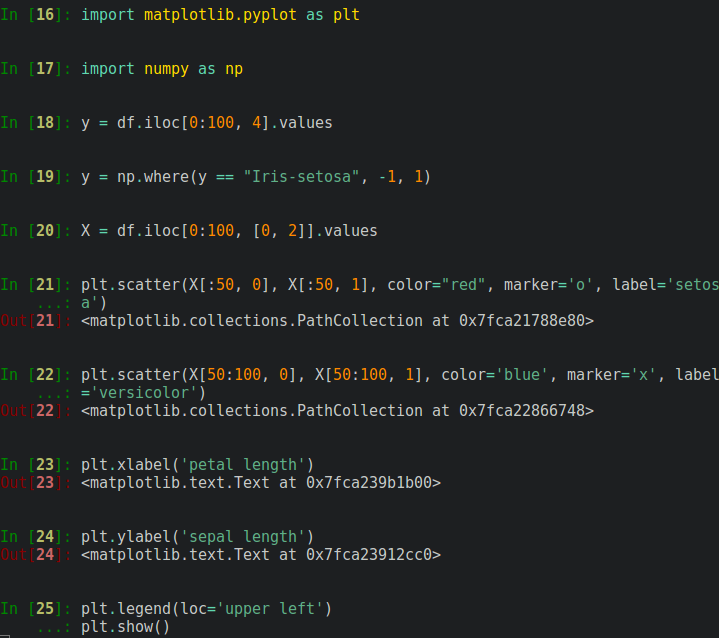 In [16]: import matplotlib.pyplot as plt
In [17]: import numpy as np
In [18]: y = df.iloc[0:100, 4].values
In [19]: y = np.where(y == "Iris-setosa", -1, 1)
In [20]: X = df.iloc[0:100, [0, 2]].values
In [21]: plt.scatter(X[:50, 0], X[:50, 1], color="red", marker='o', label='setos
...: a')
Out[21]: <matplotlib.collections.PathCollection at 0x7fca21788e80>
In [22]: plt.scatter(X[50:100, 0], X[50:100, 1], color='blue', marker='x', label
...: ='versicolor')
Out[22]: <matplotlib.collections.PathCollection at 0x7fca22866748>
In [23]: plt.xlabel('petal length')
Out[23]: <matplotlib.text.Text at 0x7fca239b1b00>
In [24]: plt.ylabel('sepal length')
Out[24]: <matplotlib.text.Text at 0x7fca23912cc0>
In [25]: plt.legend(loc='upper left')
...: plt.show()